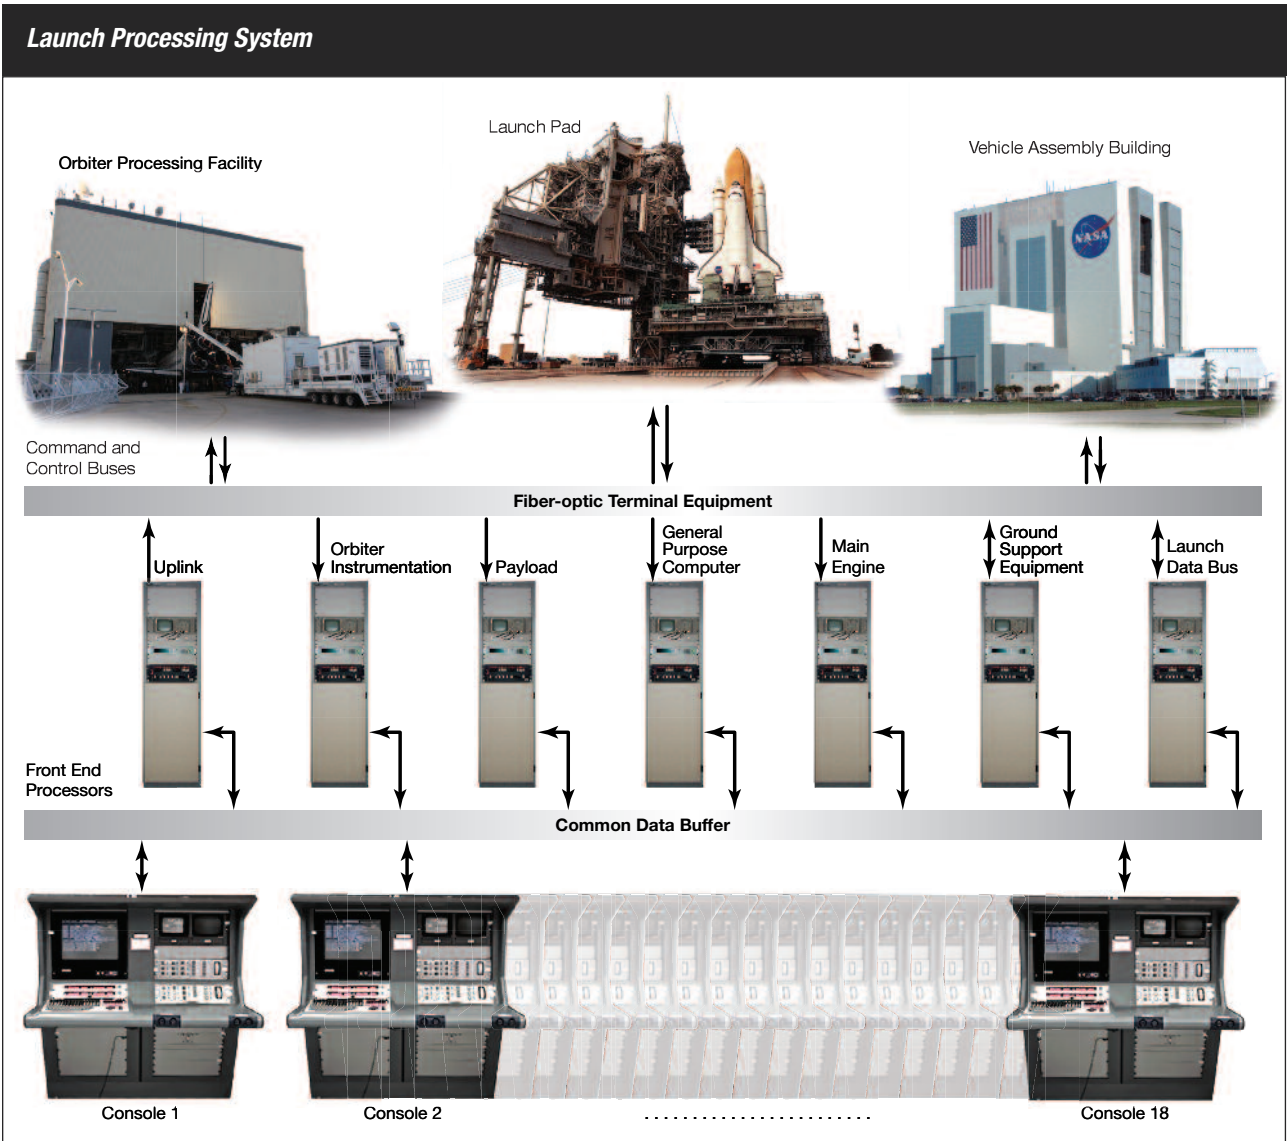 Launch Processing System
Launch Pad
Orbiter Processing Facility
Vehicle Assembly Building
NASA
Command and
Control Buses
Fiber-optic Terminal Equipment
Uplink
Orbiter
Instrumentation
Payload
General
Purpose
Computer
Main
Engine
Ground
Support
Equipment
Launch
Data Bus
Front End
Processors
Common Data Buffer
Console 1
Console 2
. . . . . . . . . . . . . . . . . . . . . . .
Console 18